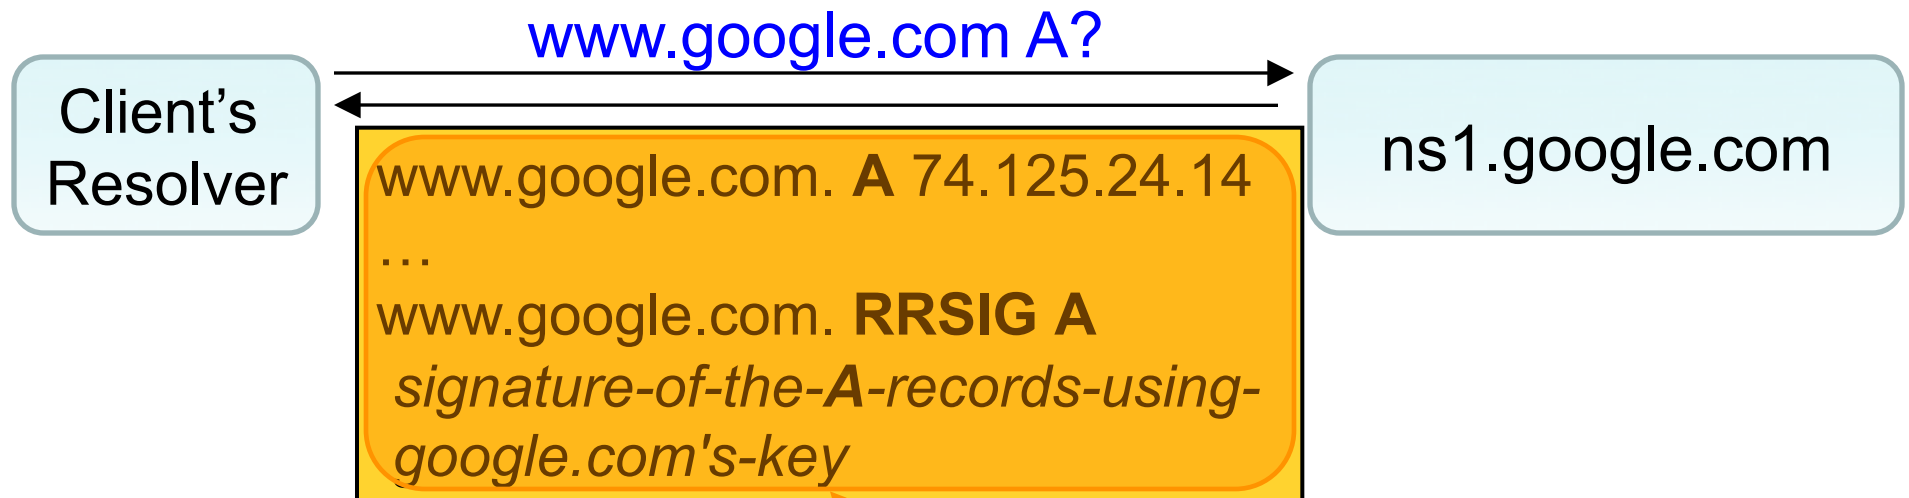 www.google.com A?
Client’s
Resolver
ns1.google.com
www.google.com. A 74.125.24.14
…
www.google.com. RRSIG A
signature-of-the-A-records-using-
google.com's-key